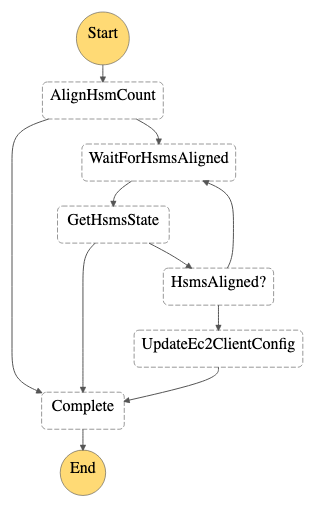 Start
AlignHsmCount
WaitForHsmsAligned
GetHsmsState
HsmsAligned?
UpdateEc2ClientConfig
Complete
End